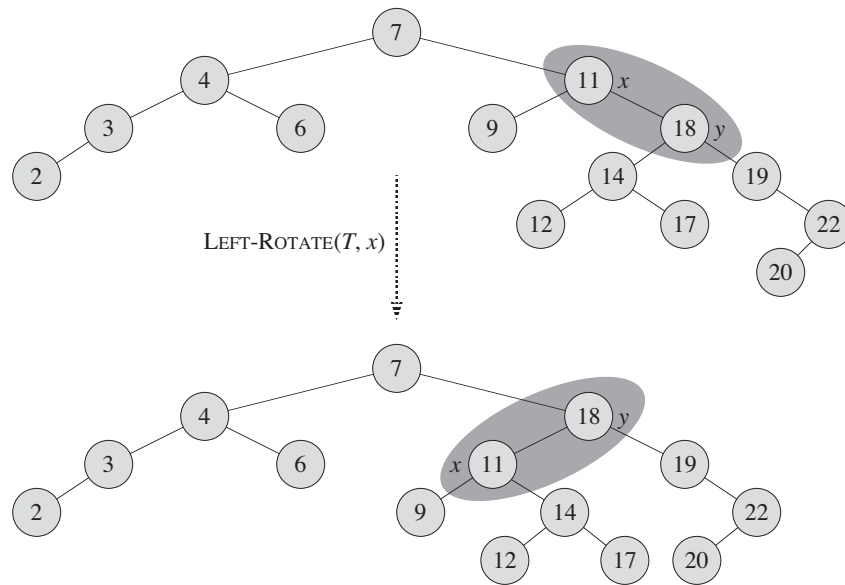 7
4 11 x
3 6 9 18 y
2 14 19
12 17 22
LEFT-ROTATE(T, x)
20
7
4 18 y
3 6 x 11 19
2 9 14 22
12 17 20